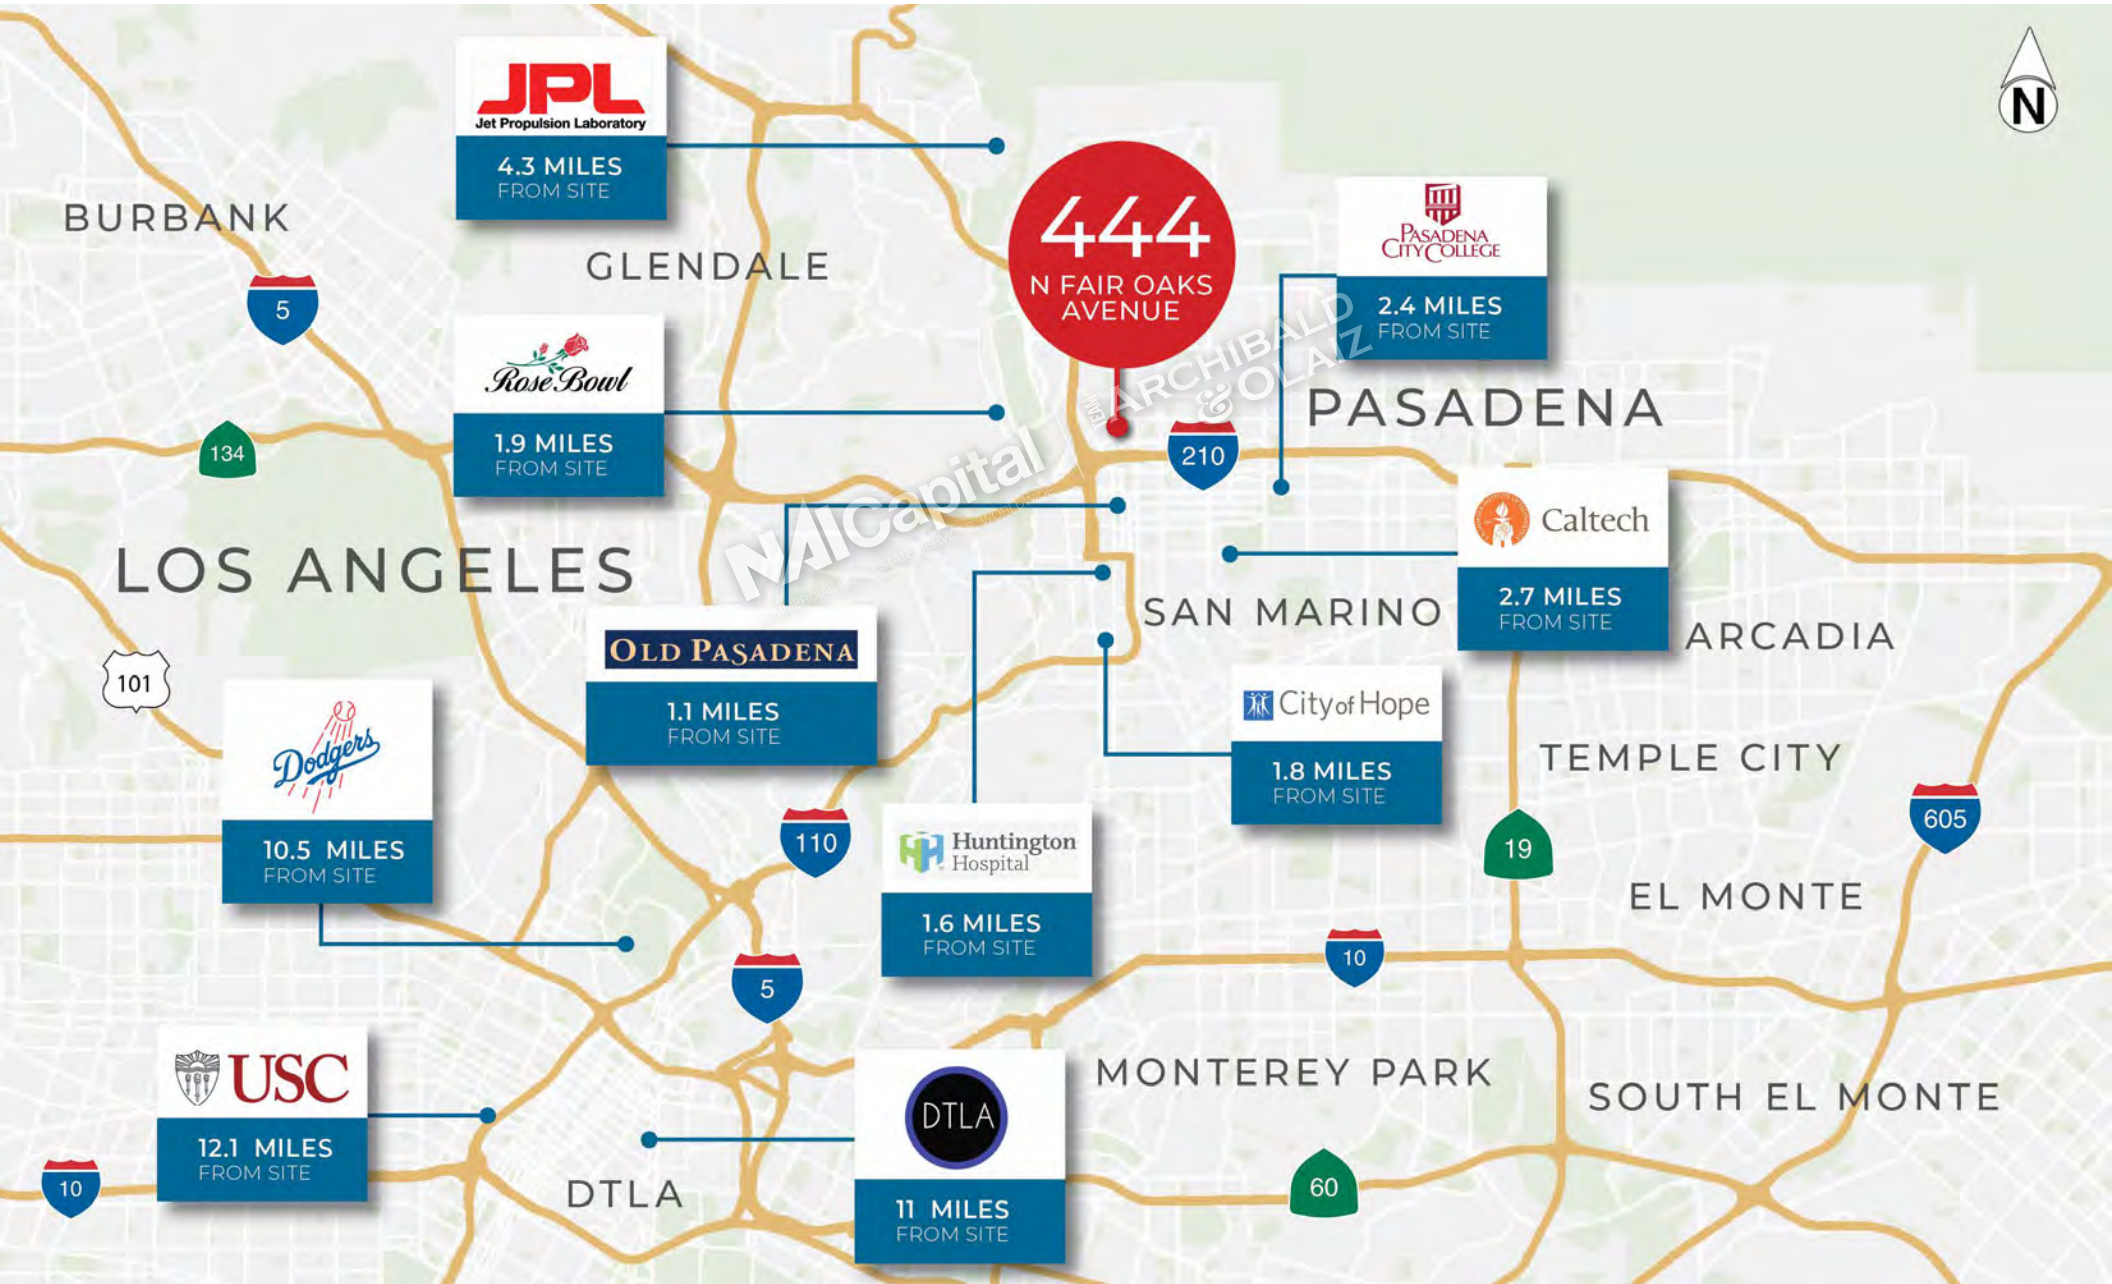 N
JPL
Jet Propulsion Laboratory
4.3 MILES
FROM SITE
444
N FAIR OAKS
AVENUE
PASADENA
CITY COLLEGE
2.4 MILES
FROM SITE
BURBANK
GLENDALE
5
Rose Bowl
1.9 MILES
FROM SITE
TEAM
ARCHIBALD
& OLAIZ
NAI Capital
PASADENA
134
210
Caltech
2.7 MILES
FROM SITE
LOS ANGELES
OLD PASADENA
1.1 MILES
FROM SITE
SAN MARINO
ARCADIA
101
Dodgers
10.5 MILES
FROM SITE
City of Hope
1.8 MILES
FROM SITE
TEMPLE CITY
605
110
19
Huntington
Hospital
1.6 MILES
FROM SITE
EL MONTE
10
5
USC
12.1 MILES
FROM SITE
DTLA
11 MILES
FROM SITE
MONTEREY PARK
SOUTH EL MONTE
10
DTLA
60